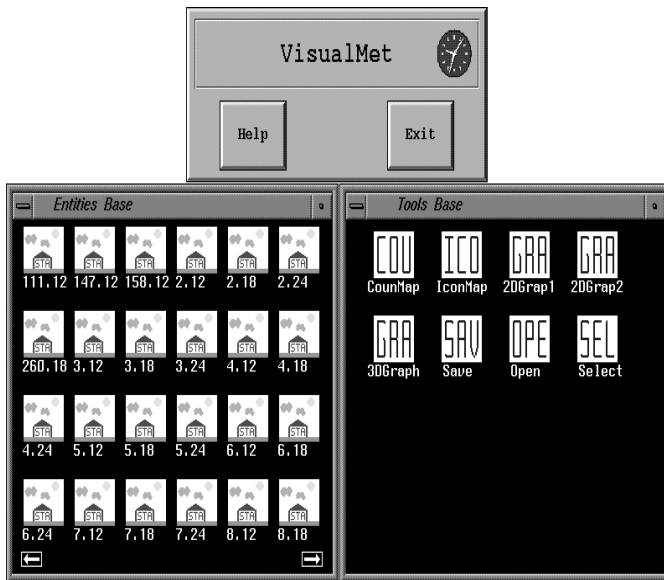 VisualMet
Help Exit
Entities Base
STA STA STA STA STA STA
111.12 147.12 158.12 2.12 2.18 2.24
STA STA STA STA STA STA
260.18 3.12 3.18 3.24 4.12 4.18
STA STA STA STA STA STA
4.24 5.12 5.18 5.24 6.12 6.18
STA STA STA STA STA STA
6.24 7.12 7.18 7.24 8.12 8.18
Tools Base
COU ICO GRA GRA
CounMap IconMap 2DGrap1 2DGrap2
GRA SAV OPE SEL
3DGraph Save Open Select